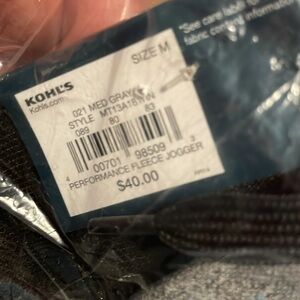 *See care label for
fabric content information
SIZE M
KOHL'S
Kohls.com
021 MED GRAY
STYLE
089 80 83
4 00701 98509
PERFORMANCE FLEECE JOGGER
$40.00